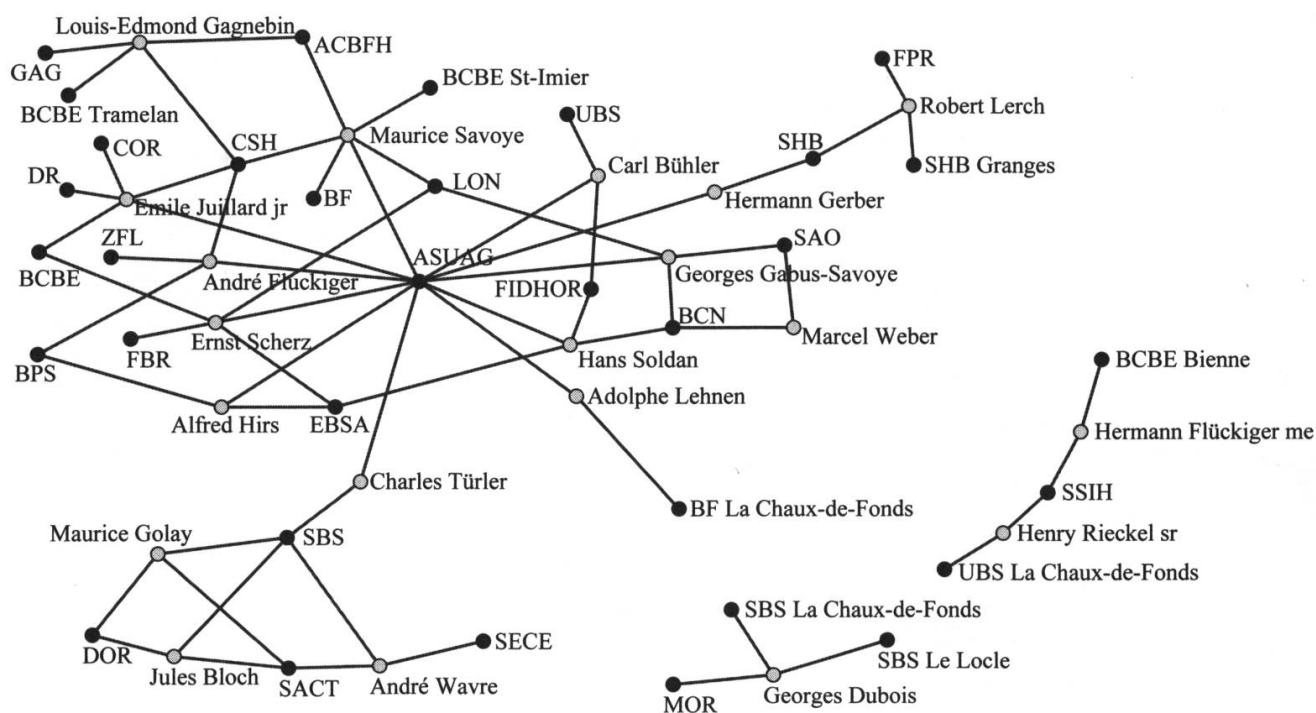 Louis-Edmond Gagnebin
ACBFH
GAG
BCBE Tramelan
BCBE St-Imier
FPR
UBS
Robert Lerch
COR
CSH
Maurice Savoye
SHB
SHB Granges
DR
Emile Juillard jr
BF
LON
Carl Bühler
Hermann Gerber
ZFL
BCBE
André Fluckiger
ASUAG
Georges Gabus-Savoye
SAO
FIDHOR
BCN
Marcel Weber
FBR
Ernst Scherz
Hans Soldan
BPS
BCBE Bienne
Alfred Hirs
EBSA
Adolphe Lehnen
Hermann Flückiger me
Charles Türler
SSIH
BF La Chaux-de-Fonds
Maurice Golay
SBS
Henry Rieckel sr
UBS La Chaux-de-Fonds
SBS La Chaux-de-Fonds
DOR
Jules Bloch
SACT
André Wavre
SECE
SBS Le Locle
MOR
Georges Dubois